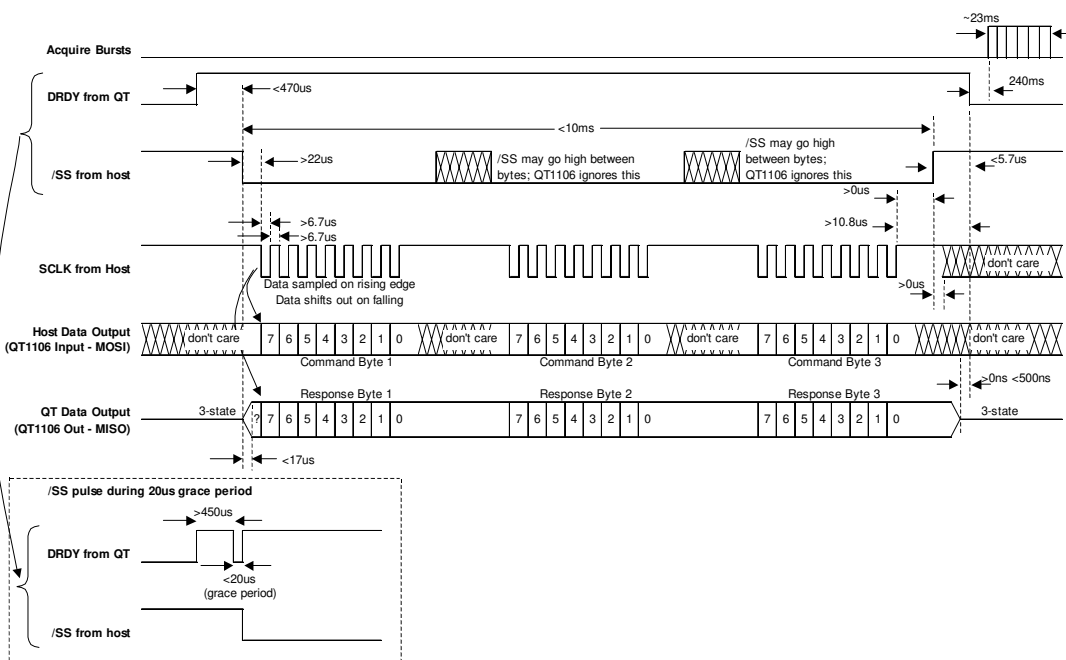 ~23ms
Acquire Bursts
DRDY from QT
<470us
240ms
<10ms
/SS from host
>22us
/SS may go high between
bytes; QT1106 ignores this
/SS may go high
between bytes;
QT1106 ignores this
<5.7us
>0us
>6.7us
>6.7us
>10.8us
SCLK from Host
don't care
Data sampled on rising edge
Data shifts out on falling
>0us
Host Data Output
(QT1106 Input - MOSI)
don't care 7 6 5 4 3 2 1 0 don't care 7 6 5 4 3 2 1 0 don't care 7 6 5 4 3 2 1 0 don't care
Command Byte 1 Command Byte 2 Command Byte 3
>0ns <500ns
Response Byte 1 Response Byte 2 Response Byte 3
QT Data Output
(QT1106 Out - MISO)
3-state ? 7 6 5 4 3 2 1 0 7 6 5 4 3 2 1 0 7 6 5 4 3 2 1 0 3-state
<17us
/SS pulse during 20us grace period
>450us
DRDY from QT
<20us
(grace period)
/SS from host